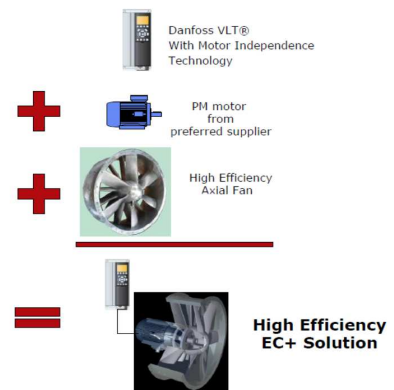 Danfoss VLT®
With Motor Independence
Technology
PM motor
from
preferred supplier
High Efficiency
Axial Fan
High Efficiency
EC+ Solution